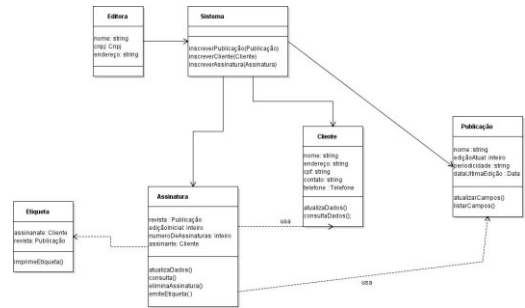 Editora
nome: string
cnpj: Cnpj
endereço: string
Sistema
inscreverPublicação(Publicação)
inscreverCliente(Cliente)
inscreverAssinatura(Assinatura)
Cliente
nome: string
endereço: string
cpf: string
contato: string
telefone : Telefone
atualizaDados()
consultaDados();
Publicação
nome : string
ediçãoAtual: inteiro
periodicidade: string
dataUltimaEdição : Data
atualizarCampos()
listarCampos()
Assinatura
revista : Publicação
ediçãoInicial: inteiro
numeroDeAssinaturas: inteiro
assinante: Cliente
atualizaDados()
consulta()
eliminaAssinatura()
emiteEtiqueta()
Etiqueta
assinante: Cliente
revista: Publicação
imprimeEtiqueta()
usa
usa